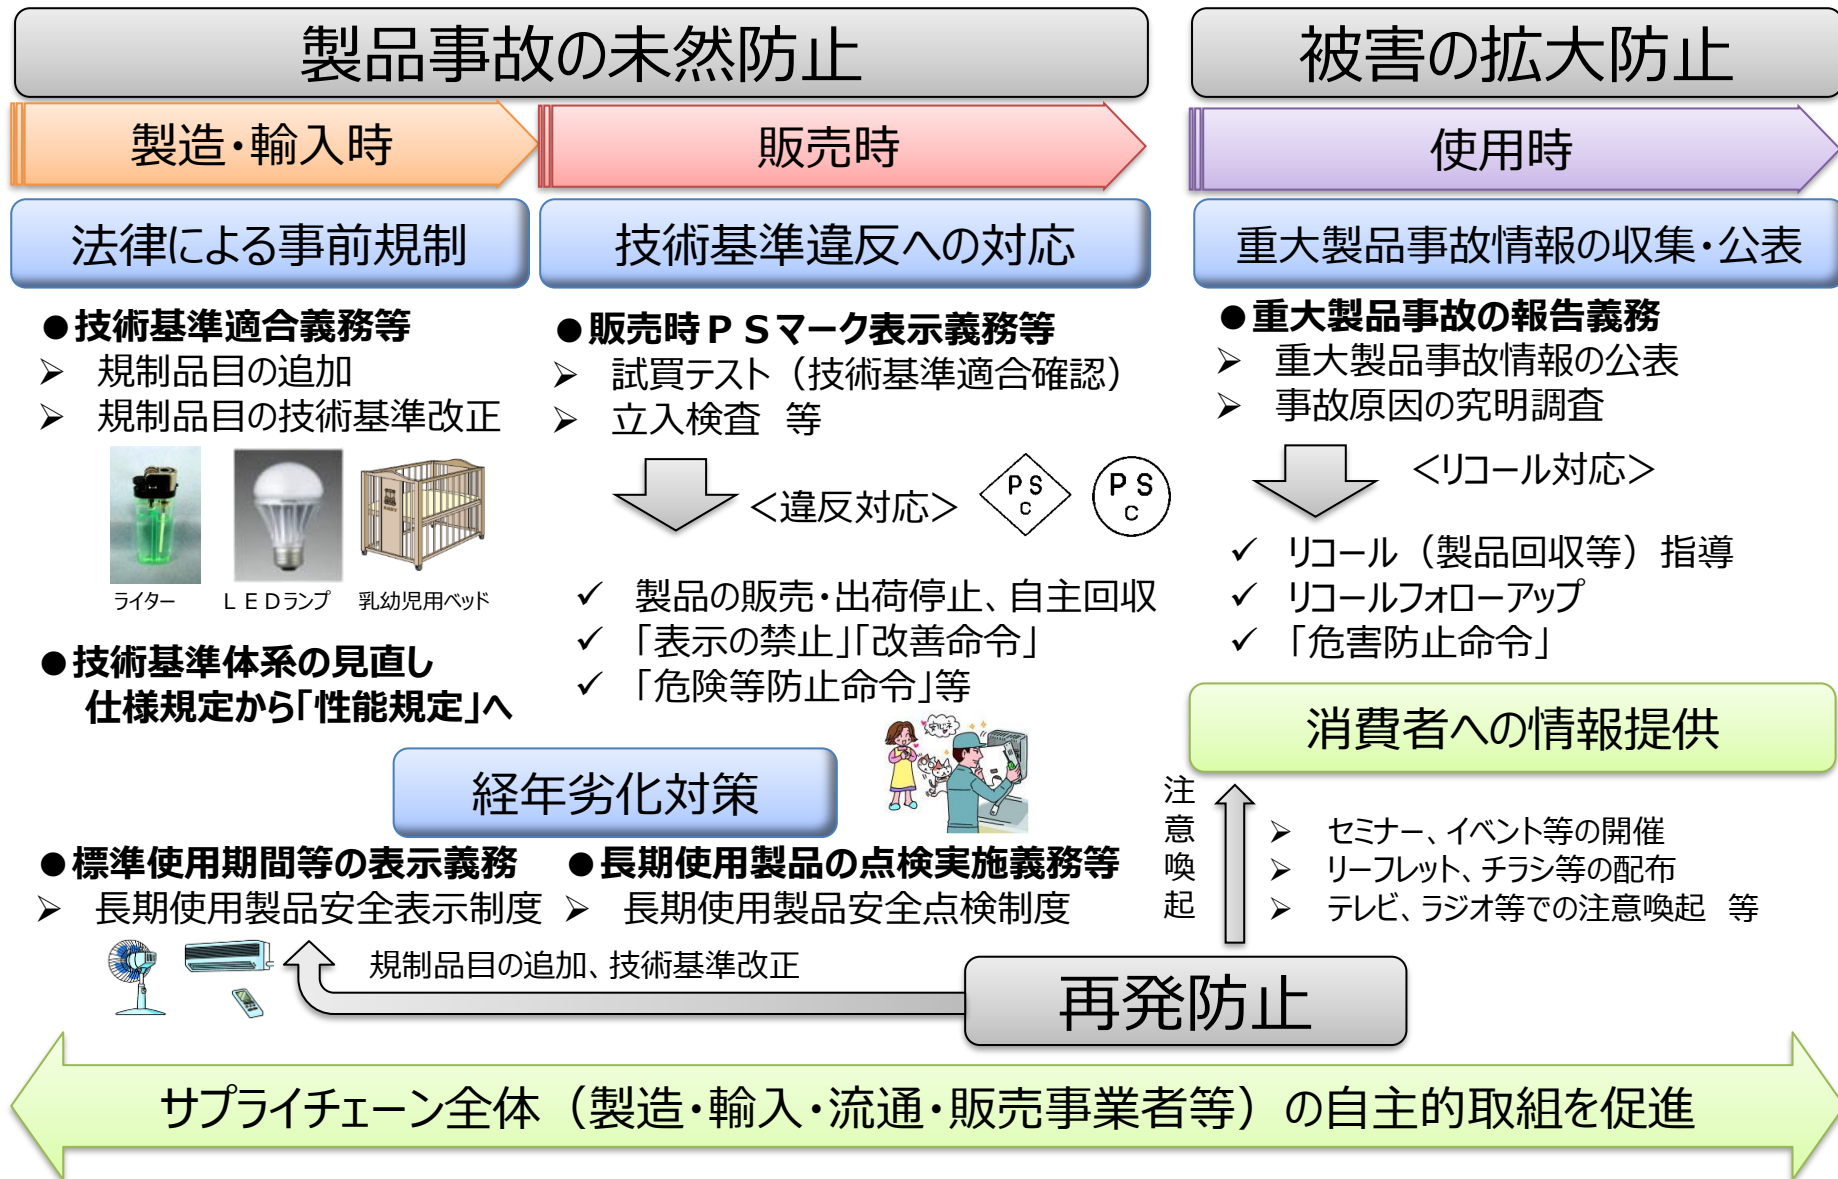 製品事故の未然防止
被害の拡大防止
製造・輸入時
販売時
使用時
法律による事前規制
技術基準違反への対応
重大製品事故情報の収集・公表
●技術基準適合義務等
➢ 規制品目の追加
➢ 規制品目の技術基準改正
ライター
ＬＥＤランプ
乳幼児用ベッド
●技術基準体系の見直し
仕様規定から「性能規定」へ
●販売時ＰＳマーク表示義務等
➢ 試買テスト（技術基準適合確認）
➢ 立入検査　等
＜違反対応＞
PS
C
PS
C
✓ 製品の販売・出荷停止、自主回収
✓ 「表示の禁止」「改善命令」
✓ 「危険等防止命令」等
●重大製品事故の報告義務
➢ 重大製品事故情報の公表
➢ 事故原因の究明調査
＜リコール対応＞
✓ リコール（製品回収等）指導
✓ リコールフォローアップ
✓ 「危害防止命令」
消費者への情報提供
注意喚起
➢ セミナー、イベント等の開催
➢ リーフレット、チラシ等の配布
➢ テレビ、ラジオ等での注意喚起　等
経年劣化対策
●標準使用期間等の表示義務
➢ 長期使用製品安全表示制度
●長期使用製品の点検実施義務等
➢ 長期使用製品安全点検制度
規制品目の追加、技術基準改正
再発防止
サプライチェーン全体（製造・輸入・流通・販売事業者等）の自主的取組を促進